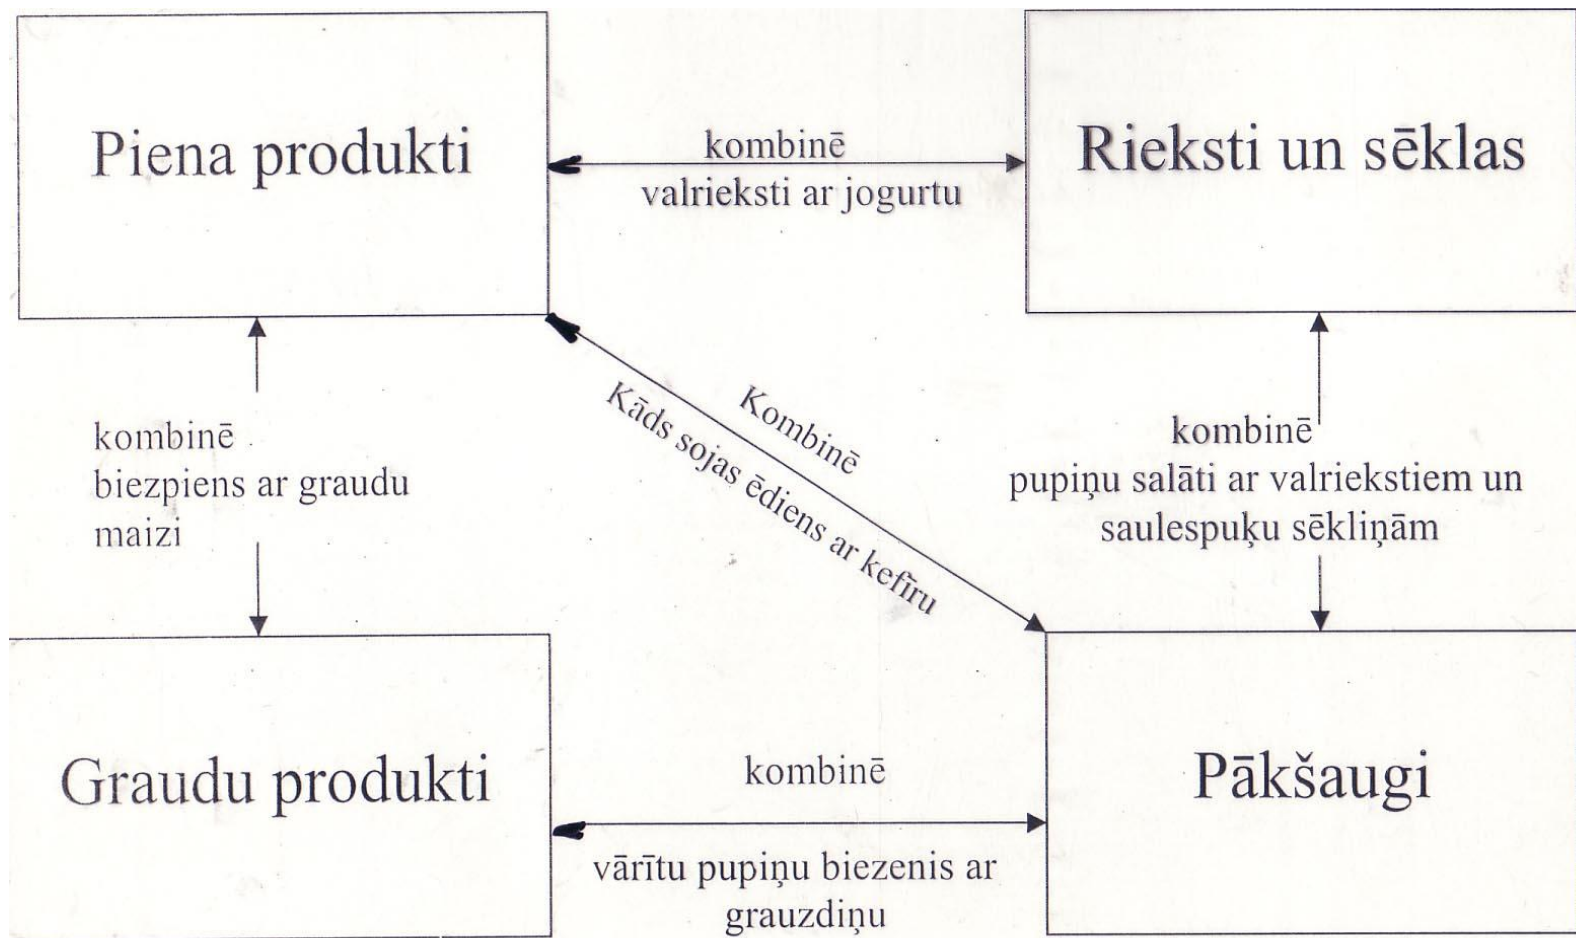 Piena produkti
kombinē
valrieksti ar jogurtu
Rieksti un sēklas
kombinē
biezpiens ar graudu
maizi
Kombinē
Kāds sojas ēdiens ar kefīru
kombinē
pupiņu salāti ar valriekstiem un
saulespuķu sēkliņām
Graudu produkti
kombinē
vārītu pupiņu biezenis ar
grauzdiņu
Pākšaugi